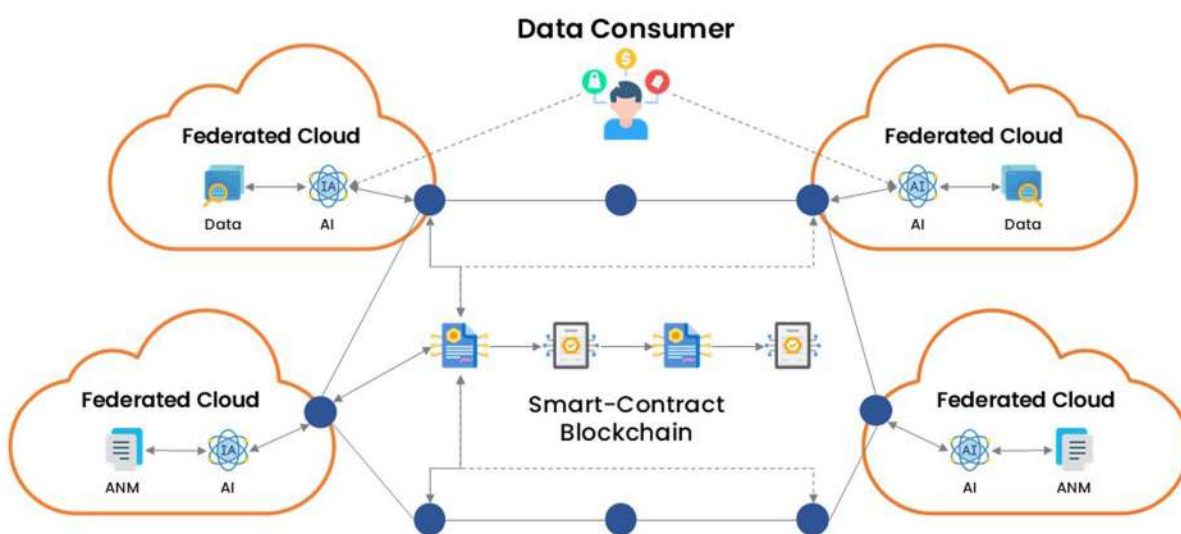 Data Consumer
Federated Cloud
IA
Data
AI
Federated Cloud
AI
AI
Data
Federated Cloud
IA
ANM
AI
Smart-Contract
Blockchain
Federated Cloud
AI
AI
ANM